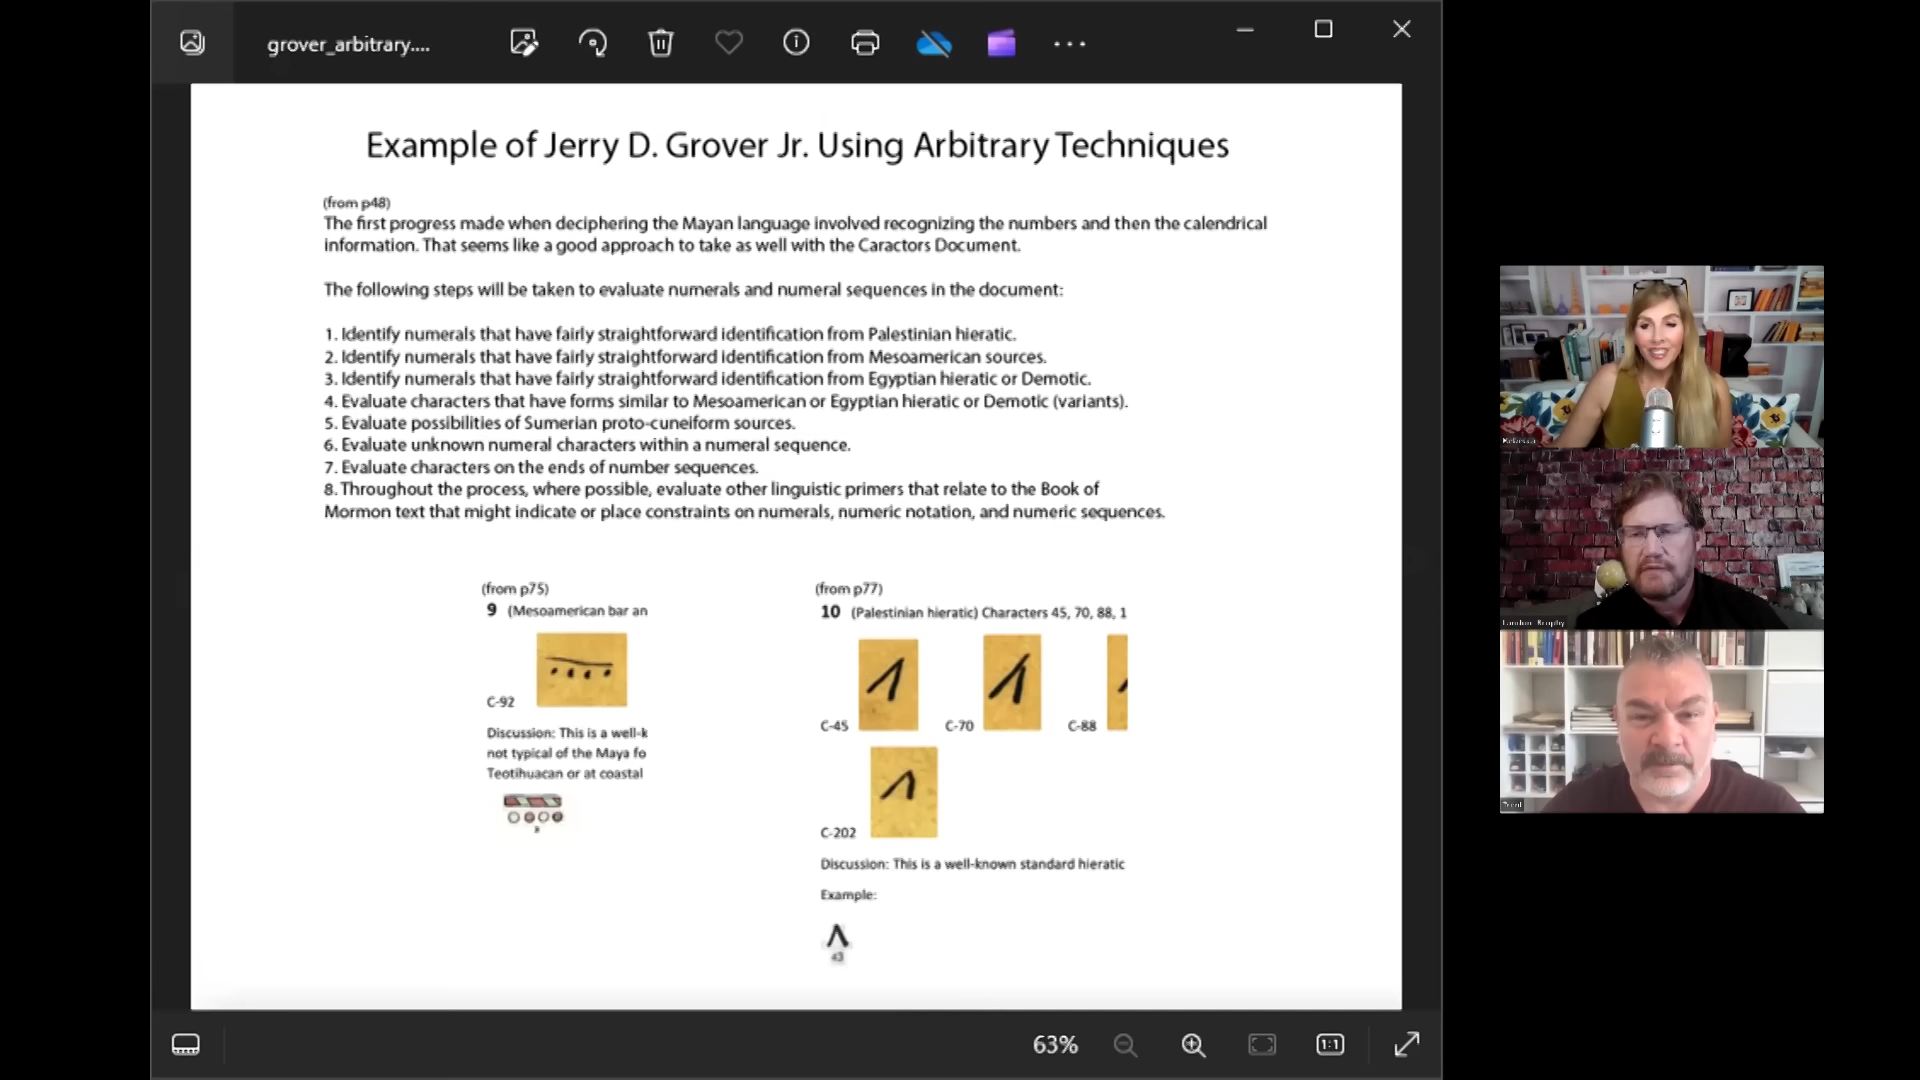 grover_arbitrary....
Example of Jerry D. Grover Jr. Using Arbitrary Techniques
(from p48)
The first progress made when deciphering the Mayan language involved recognizing the numbers and then the calendrical
information. That seems like a good approach to take as well with the Caractors Document.
The following steps will be taken to evaluate numerals and numeral sequences in the document:
1. Identify numerals that have fairly straightforward identification from Palestinian hieratic.
2. Identify numerals that have fairly straightforward identification from Mesoamerican sources.
3. Identify numerals that have fairly straightforward identification from Egyptian hieratic or Demotic.
4. Evaluate characters that have forms similar to Mesoamerican or Egyptian hieratic or Demotic (variants).
5. Evaluate possibilities of Sumerian proto-cuneiform sources.
6. Evaluate unknown numeral characters within a numeral sequence.
7. Evaluate characters on the ends of number sequences.
8. Throughout the process, where possible, evaluate other linguistic primers that relate to the Book of
Mormon text that might indicate or place constraints on numerals, numeric notation, and numeric sequences.
(from p75)
9 (Mesoamerican bar an
C-92
Discussion: This is a well-k
not typical of the Maya fo
Teotihuacan or at coastal
(from p77)
10 (Palestinian hieratic) Characters 45, 70, 88, 1
C-45 C-70 C-88
C-202
Discussion: This is a well-known standard hieratic
Example:
63%
1:1
Landon Brophy
Trent